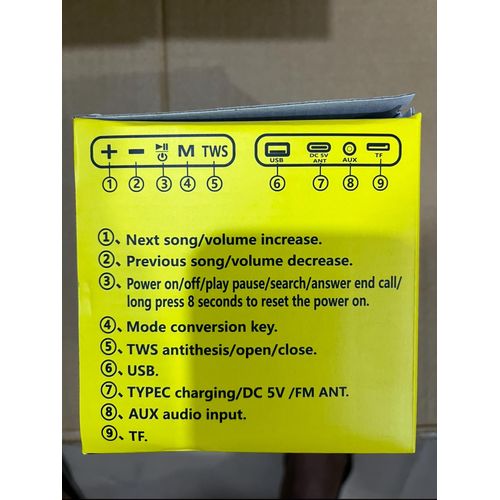 + − ⏯⏻ M TWS
USB DC 5V ANT AUX TF
① ② ③ ④ ⑤ ⑥ ⑦ ⑧ ⑨
①、Next song/volume increase.
②、Previous song/volume decrease.
③、Power on/off/play pause/search/answer end call/
long press 8 seconds to reset the power on.
④、Mode conversion key.
⑤、TWS antithesis/open/close.
⑥、USB.
⑦、TYPEC charging/DC 5V /FM ANT.
⑧、AUX audio input.
⑨、TF.